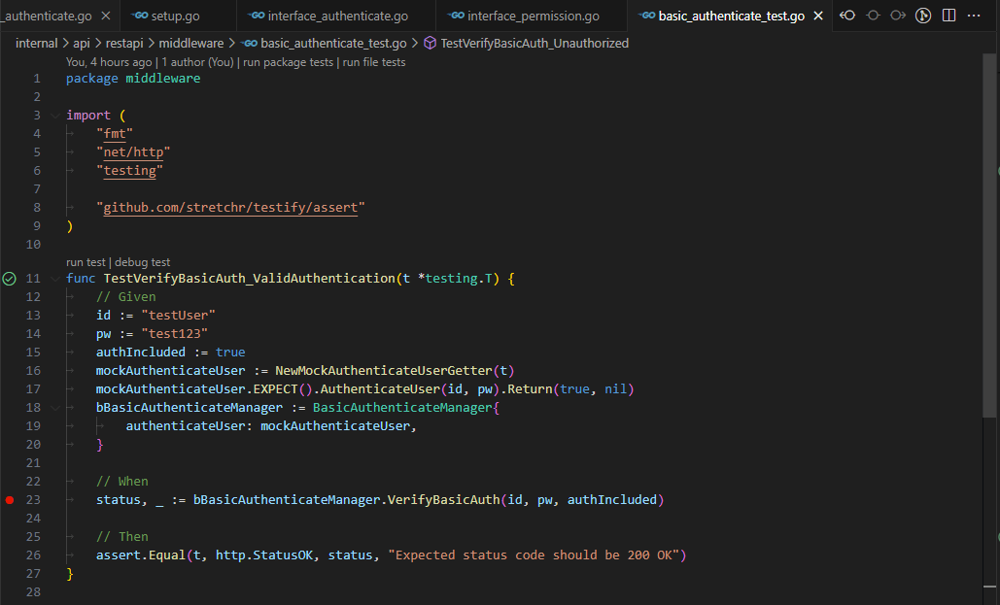 _authenticate.go
setup.go
interface_authenticate.go
interface_permission.go
basic_authenticate_test.go
internal > api > restapi > middleware > basic_authenticate_test.go > TestVerifyBasicAuth_Unauthorized
You, 4 hours ago | 1 author (You) | run package tests | run file tests
1 package middleware
2
3 import (
4 "fmt"
5 "net/http"
6 "testing"
7
8 "github.com/stretchr/testify/assert"
9 )
10
run test | debug test
11 func TestVerifyBasicAuth_ValidAuthentication(t *testing.T) {
12 // Given
13 id := "testUser"
14 pw := "test123"
15 authIncluded := true
16 mockAuthenticateUser := NewMockAuthenticateUserGetter(t)
17 mockAuthenticateUser.EXPECT().AuthenticateUser(id, pw).Return(true, nil)
18 bBasicAuthenticateManager := BasicAuthenticateManager{
19 authenticateUser: mockAuthenticateUser,
20 }
21
22 // When
23 status, _ := bBasicAuthenticateManager.VerifyBasicAuth(id, pw, authIncluded)
24
25 // Then
26 assert.Equal(t, http.StatusOK, status, "Expected status code should be 200 OK")
27 }
28